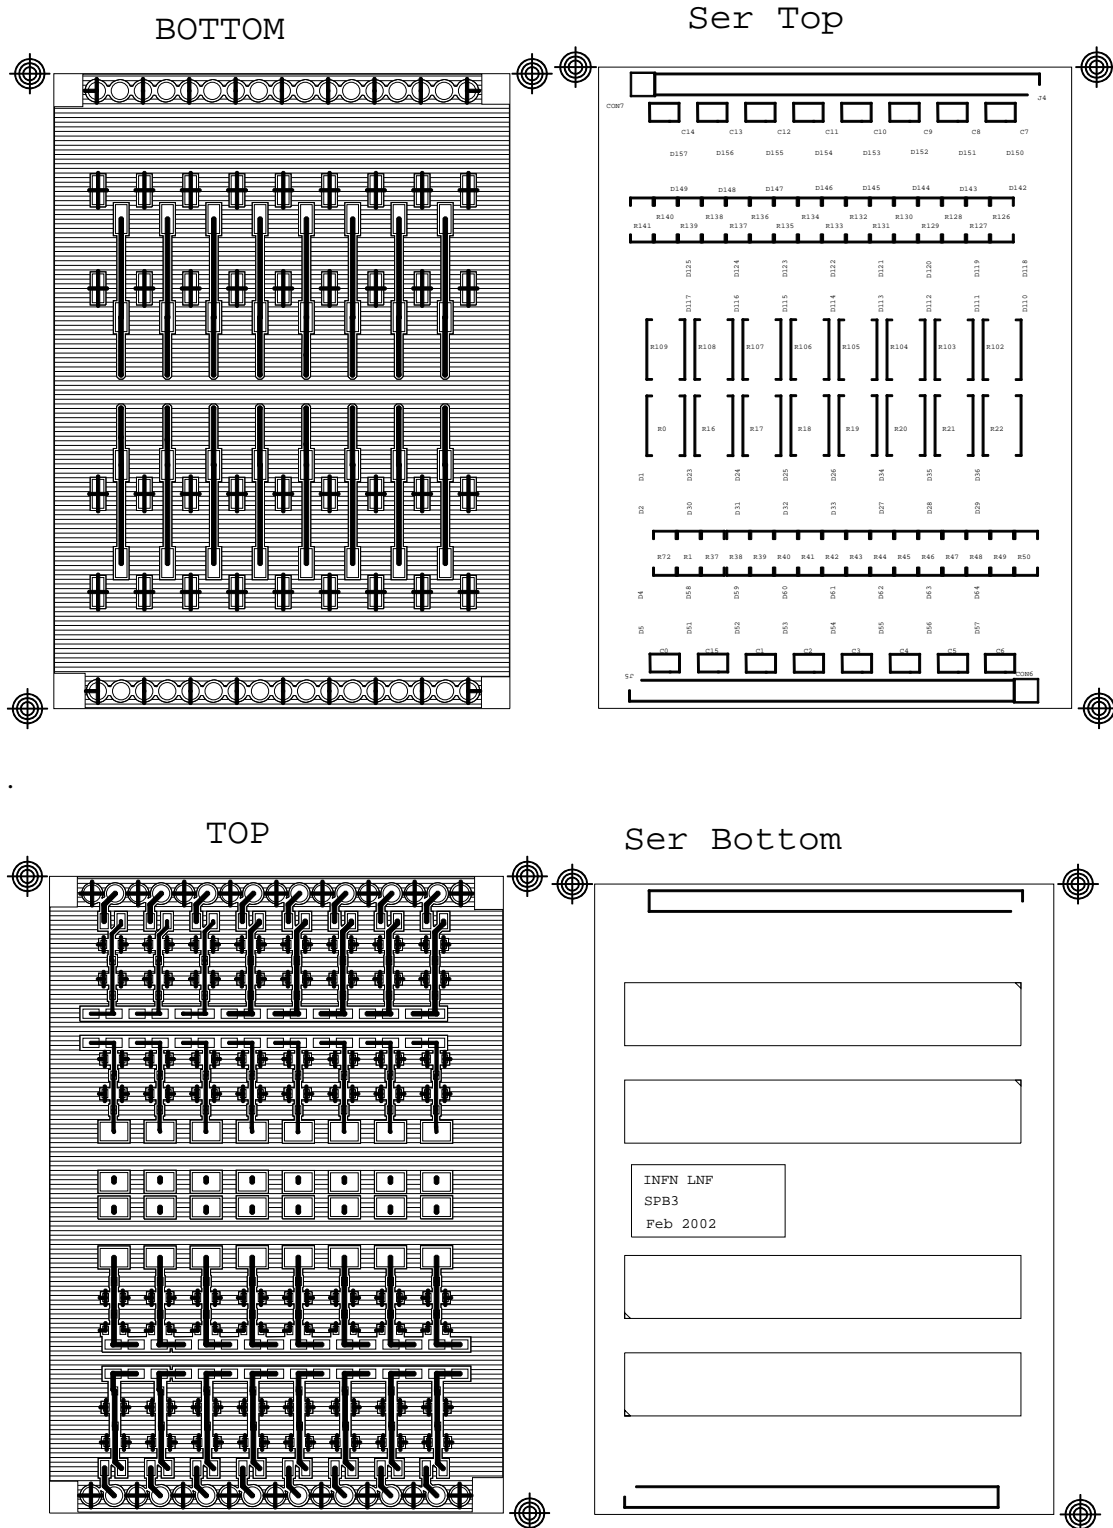 BOTTOM
Ser Top
J4
CON7
C14 C13 C12 C11 C10 C9 C8 C7
D157 D156 D155 D154 D153 D152 D151 D150
D149 D148 D147 D146 D145 D144 D143 D142
R140 R138 R136 R134 R132 R130 R128 R126
R141 R139 R137 R135 R133 R131 R129 R127
D125 D124 D123 D122 D121 D120 D119 D118
D117 D116 D115 D114 D113 D112 D111 D110
R109 R108 R107 R106 R105 R104 R103 R102
R0 R16 R17 R18 R19 R20 R21 R22
D1 D23 D24 D25 D26 D34 D35 D36
D2 D30 D31 D32 D33 D27 D28 D29
R72 R1 R37 R38 R39 R40 R41 R42 R43 R44 R45 R46 R47 R48 R49 R50
D4 D58 D59 D60 D61 D62 D63 D64
D5 D51 D52 D53 D54 D55 D56 D57
C0 C15 C1 C2 C3 C4 C5 C6
J5
CON6
.
TOP
Ser Bottom
INFN LNF
SPB3
Feb 2002